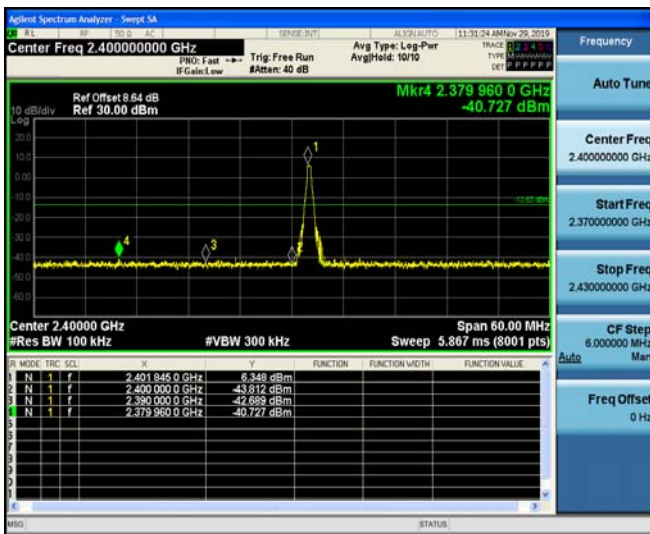 Agilent Spectrum Analyzer - Swept SA
RL RF 50 Ω AC SENSE:INT ALIGN AUTO 11:31:24 AM Nov 29, 2019
Center Freq 2.400000000 GHz
PNO: Fast
IFGain:Low
Trig: Free Run
#Atten: 40 dB
Avg Type: Log-Pwr
Avg|Hold: 10/10
TRACE 1 2 3 4 5 6
TYPE M
DET P P P P P P
Ref Offset 8.64 dB
Ref 30.00 dBm
10 dB/div
Log
Mkr4 2.379 960 0 GHz
-40.727 dBm
20.0
10.0
0.00
-10.0
-20.0
-30.0
-40.0
-50.0
-60.0
1
3
4
Center 2.40000 GHz
#Res BW 100 kHz
#VBW 300 kHz
Span 60.00 MHz
Sweep 5.867 ms (8001 pts)
MODE TRC SCL X Y FUNCTION FUNCTION WIDTH FUNCTION VALUE
N 1 f 2.401 845 0 GHz 6.348 dBm
N 1 f 2.400 000 0 GHz -43.812 dBm
N 1 f 2.390 000 0 GHz -42.689 dBm
N 1 f 2.379 960 0 GHz -40.727 dBm
MSG
STATUS
Frequency
Auto Tune
Center Freq
2.400000000 GHz
Start Freq
2.370000000 GHz
Stop Freq
2.430000000 GHz
CF Step
6.000000 MHz
Auto Man
Freq Offset
0 Hz